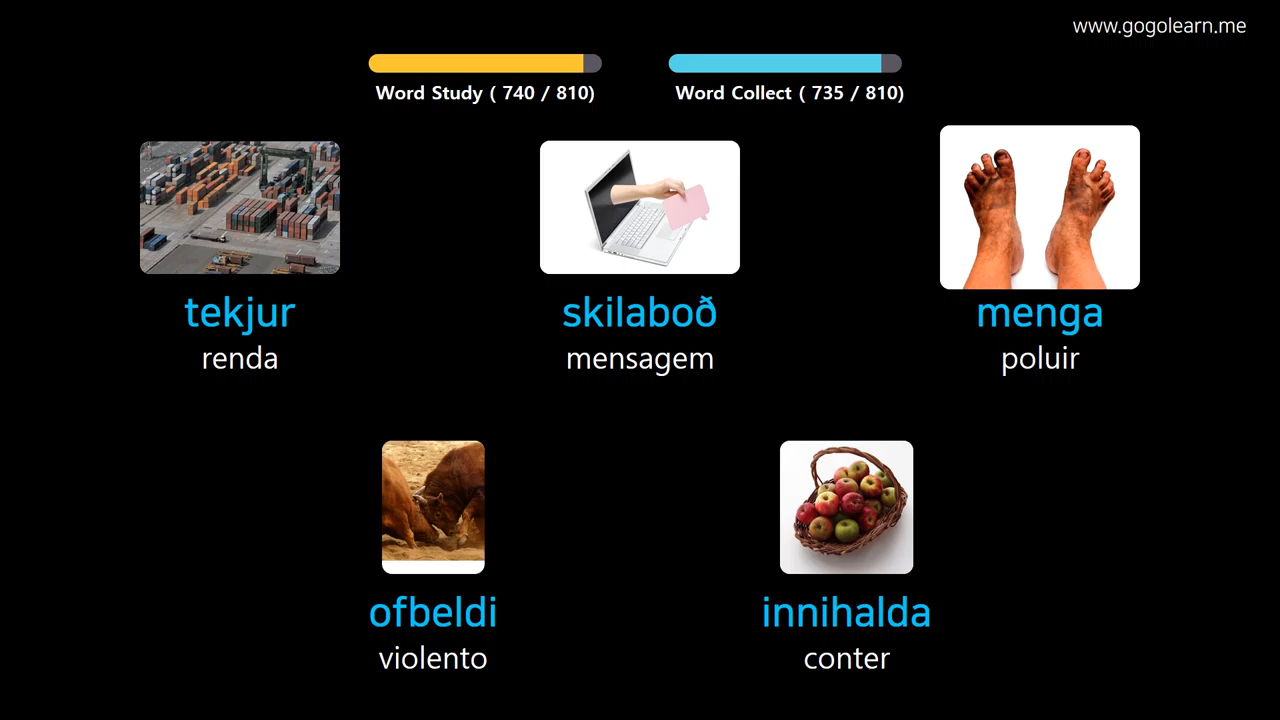 www.gogolearn.me
Word Study ( 740 / 810)
Word Collect ( 735 / 810)
tekjur
renda
skilaboð
mensagem
menga
poluir
ofbeldi
violento
innihalda
conter